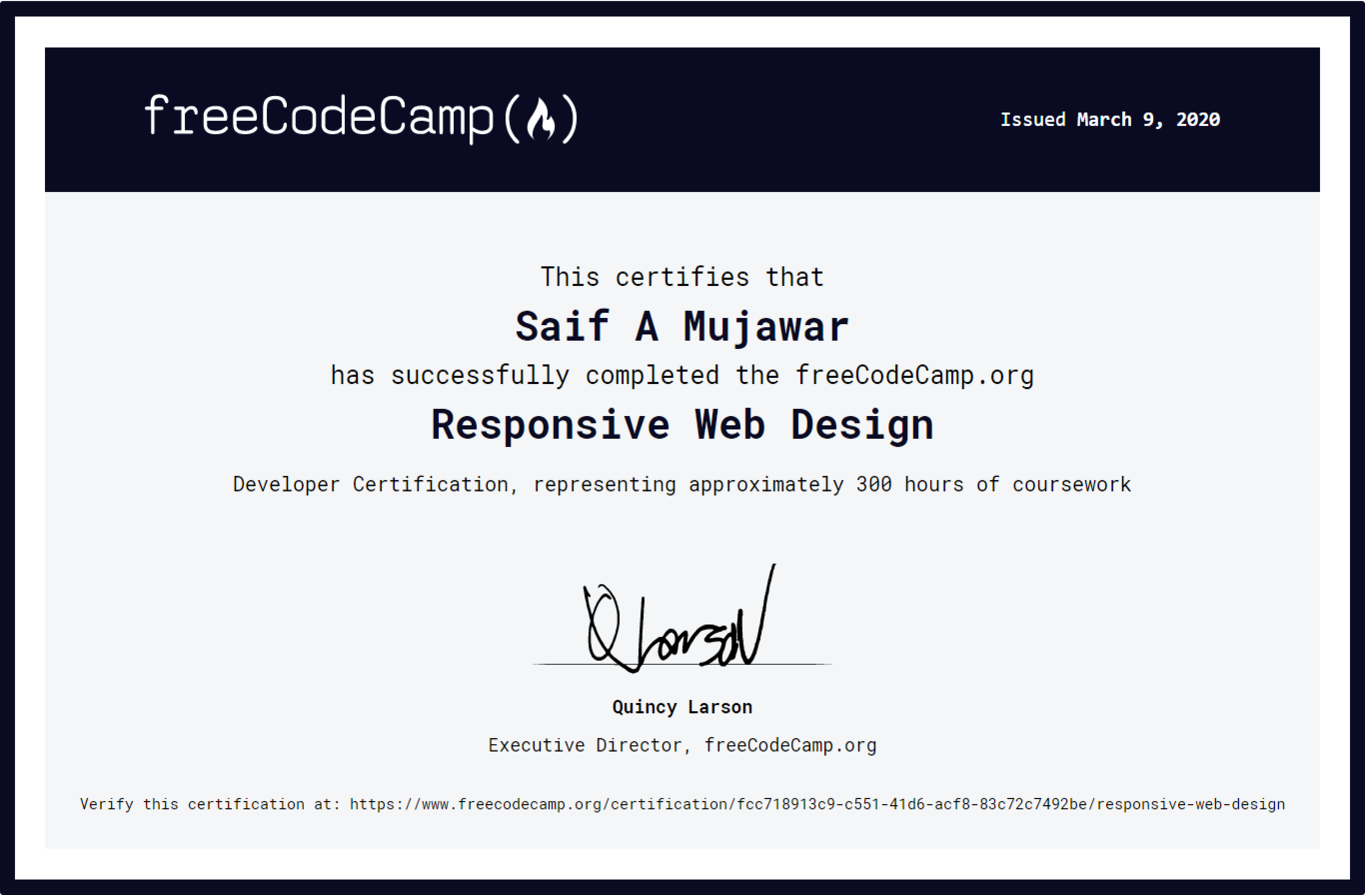 freeCodeCamp(🔥)
Issued March 9, 2020
This certifies that
Saif A Mujawar
has successfully completed the freeCodeCamp.org
Responsive Web Design
Developer Certification, representing approximately 300 hours of coursework
Q Larson
Quincy Larson
Executive Director, freeCodeCamp.org
Verify this certification at: https://www.freecodecamp.org/certification/fcc718913c9-c551-41d6-acf8-83c72c7492be/responsive-web-design